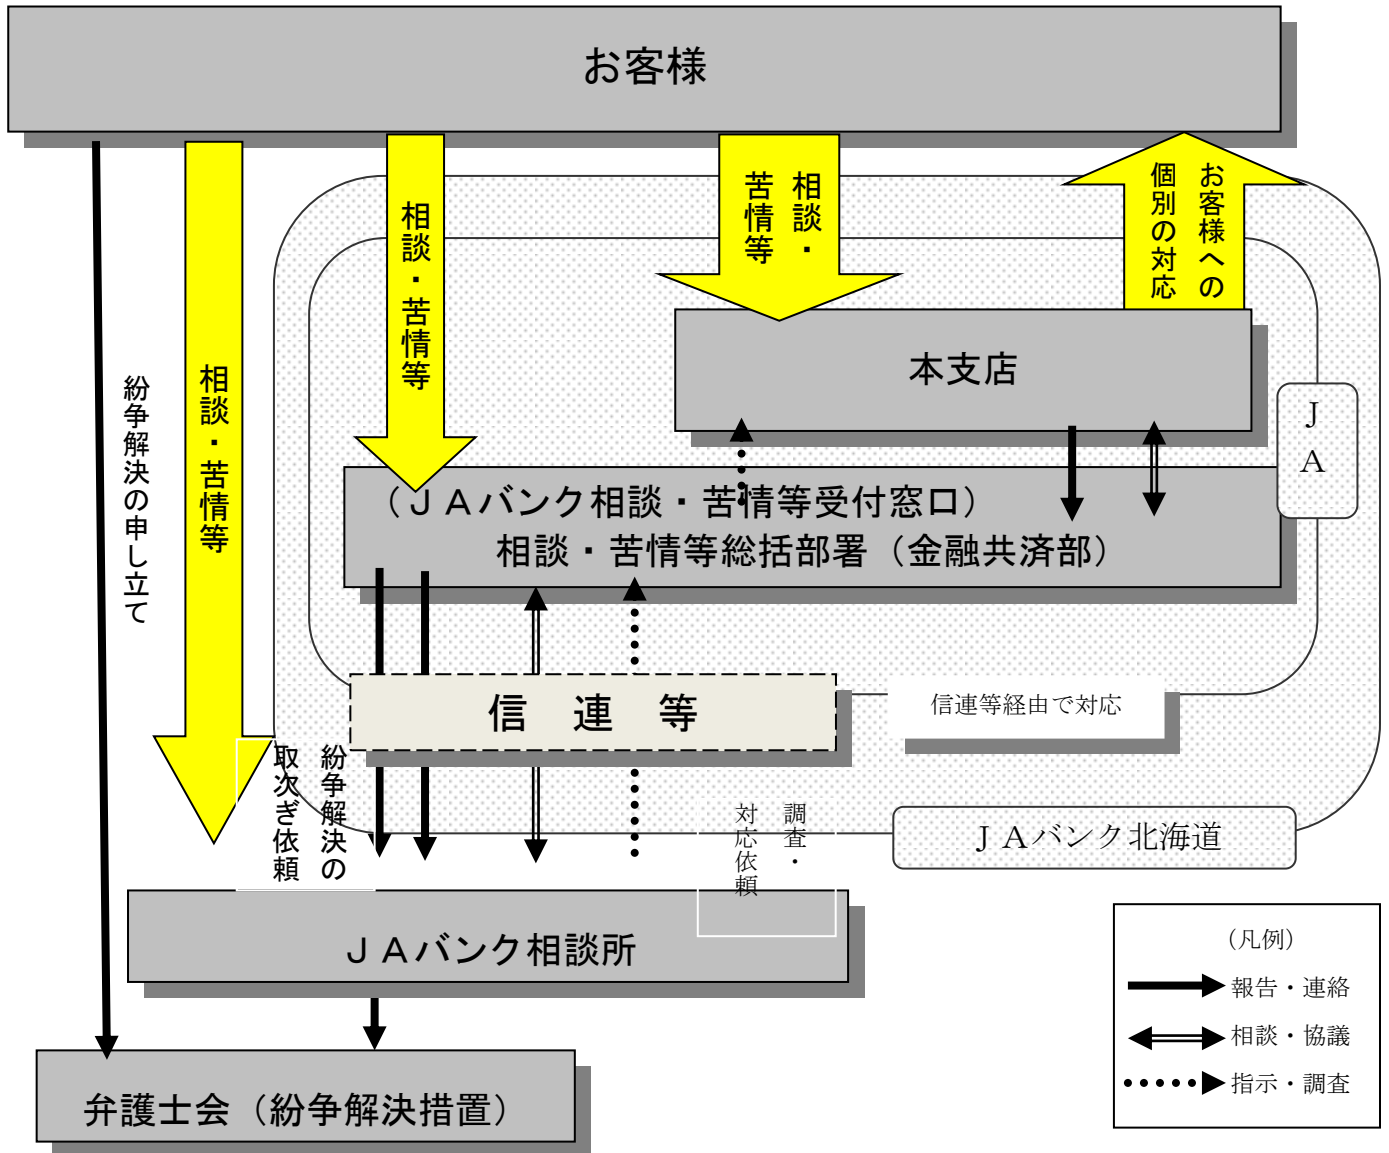 お客様
紛争解決の申し立て
相談・苦情等
相談・苦情等
相談・
苦情等
お客様への
個別の対応
本支店
JA
（ＪＡバンク相談・苦情等受付窓口）
相談・苦情等総括部署（金融共済部）
信　連　等
信連等経由で対応
紛争解決の
取次ぎ依頼
調査・
対応依頼
ＪＡバンク北海道
ＪＡバンク相談所
弁護士会（紛争解決措置）
（凡例）
報告・連絡
相談・協議
指示・調査